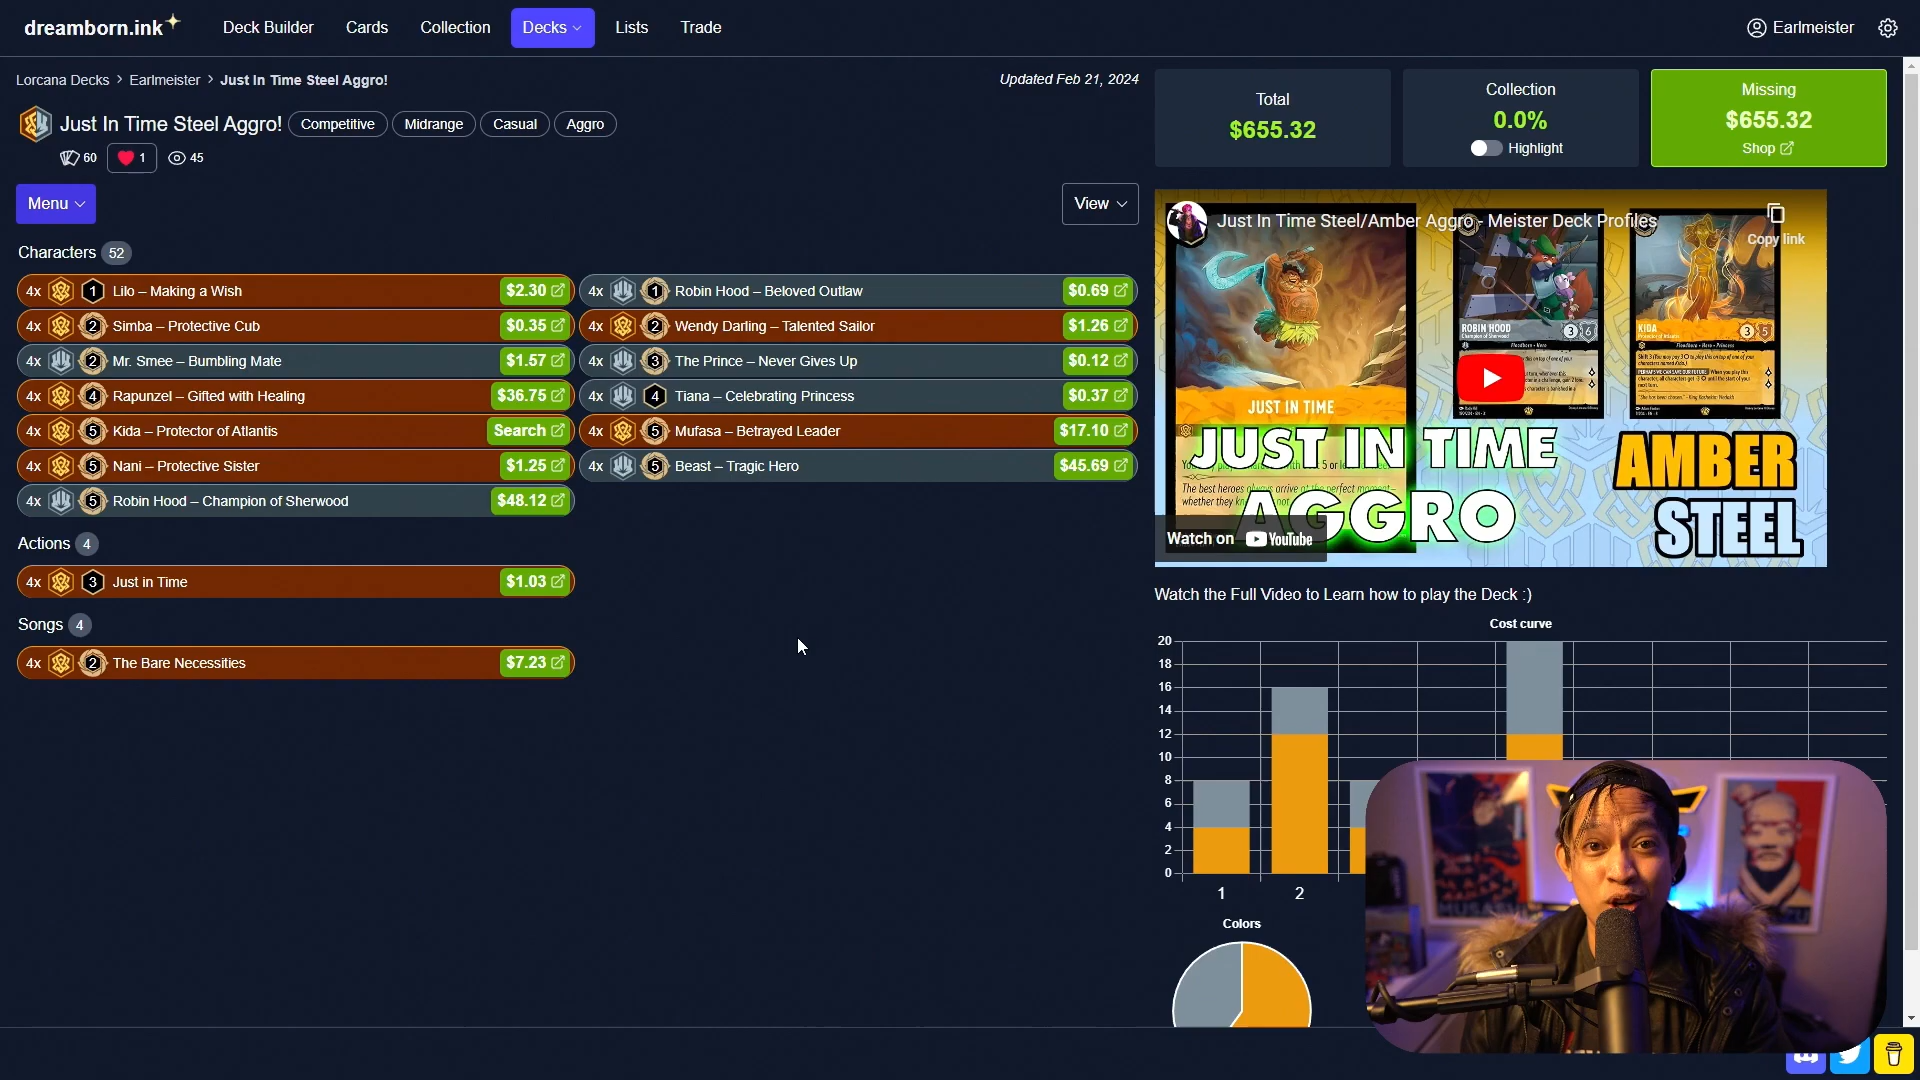 dreamborn.ink
Deck Builder
Cards
Collection
Decks
Lists
Trade
Earlmeister
Lorcana Decks > Earlmeister > Just In Time Steel Aggro!
Updated Feb 21, 2024
Just In Time Steel Aggro!
Competitive
Midrange
Casual
Aggro
60
1
45
Total
$655.32
Collection
0.0%
Highlight
Missing
$655.32
Shop
Menu
View
Characters 52
4x 1 Lilo – Making a Wish $2.30
4x 1 Robin Hood – Beloved Outlaw $0.69
4x 2 Simba – Protective Cub $0.35
4x 2 Wendy Darling – Talented Sailor $1.26
4x 2 Mr. Smee – Bumbling Mate $1.57
4x 3 The Prince – Never Gives Up $0.12
4x 4 Rapunzel – Gifted with Healing $36.75
4x 4 Tiana – Celebrating Princess $0.37
4x 5 Kida – Protector of Atlantis Search
4x 5 Mufasa – Betrayed Leader $17.10
4x 5 Nani – Protective Sister $1.25
4x 5 Beast – Tragic Hero $45.69
4x 5 Robin Hood – Champion of Sherwood $48.12
Actions 4
4x 3 Just in Time $1.03
Songs 4
4x 2 The Bare Necessities $7.23
Just In Time Steel/Amber Aggro - Meister Deck Profiles
Copy link
ROBIN HOOD
3 6
KIDA
3 5
JUST IN TIME
JUST IN TIME
AGGRO
AMBER
STEEL
Watch on YouTube
Watch the Full Video to Learn how to play the Deck :)
Cost curve
20
18
16
14
12
10
8
6
4
2
0
1
2
Colors